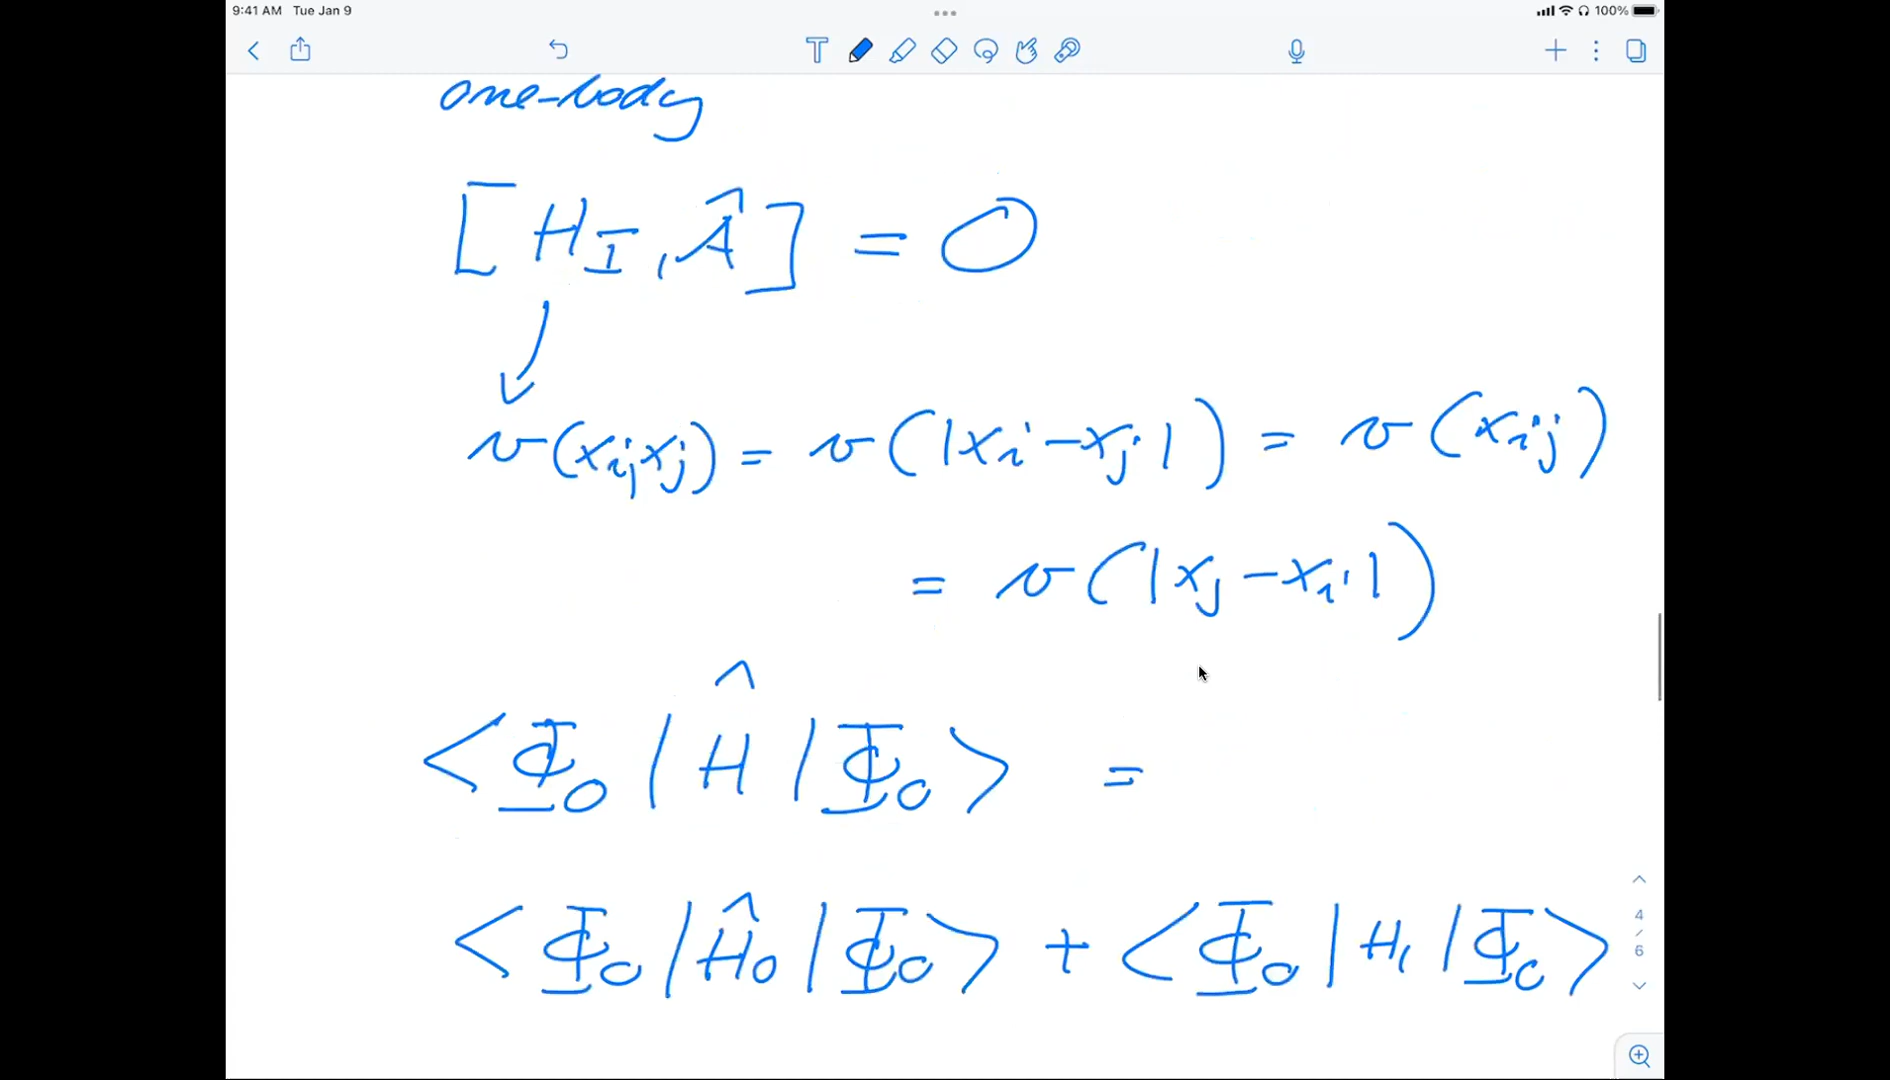 9:41 AM Tue Jan 9
100%
one-body
[H_I, Â] = 0
v(x_i, x_j) = v(|x_i - x_j|) = v(x_ij)
= v(|x_j - x_i|)
<Φ_0|Ĥ|Φ_0> =
<Φ_0|Ĥ_0|Φ_0> + <Φ_0|H_I|Φ_0>
4
/
6